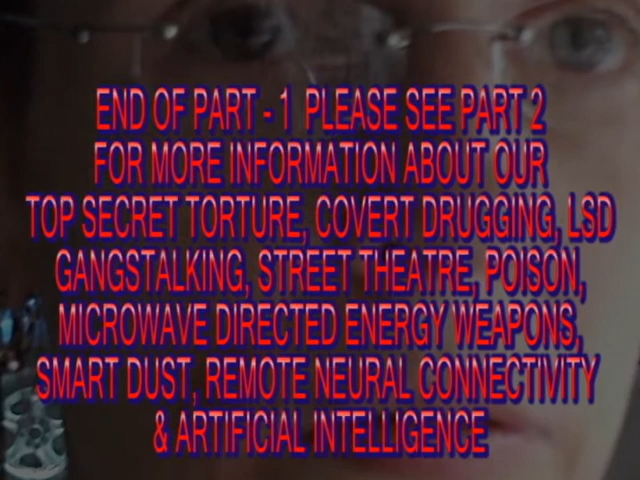 END OF PART - 1 PLEASE SEE PART 2
FOR MORE INFORMATION ABOUT OUR
TOP SECRET TORTURE, COVERT DRUGGING, LSD
GANGSTALKING, STREET THEATRE, POISON,
MICROWAVE DIRECTED ENERGY WEAPONS,
SMART DUST, REMOTE NEURAL CONNECTIVITY
& ARTIFICIAL INTELLIGENCE